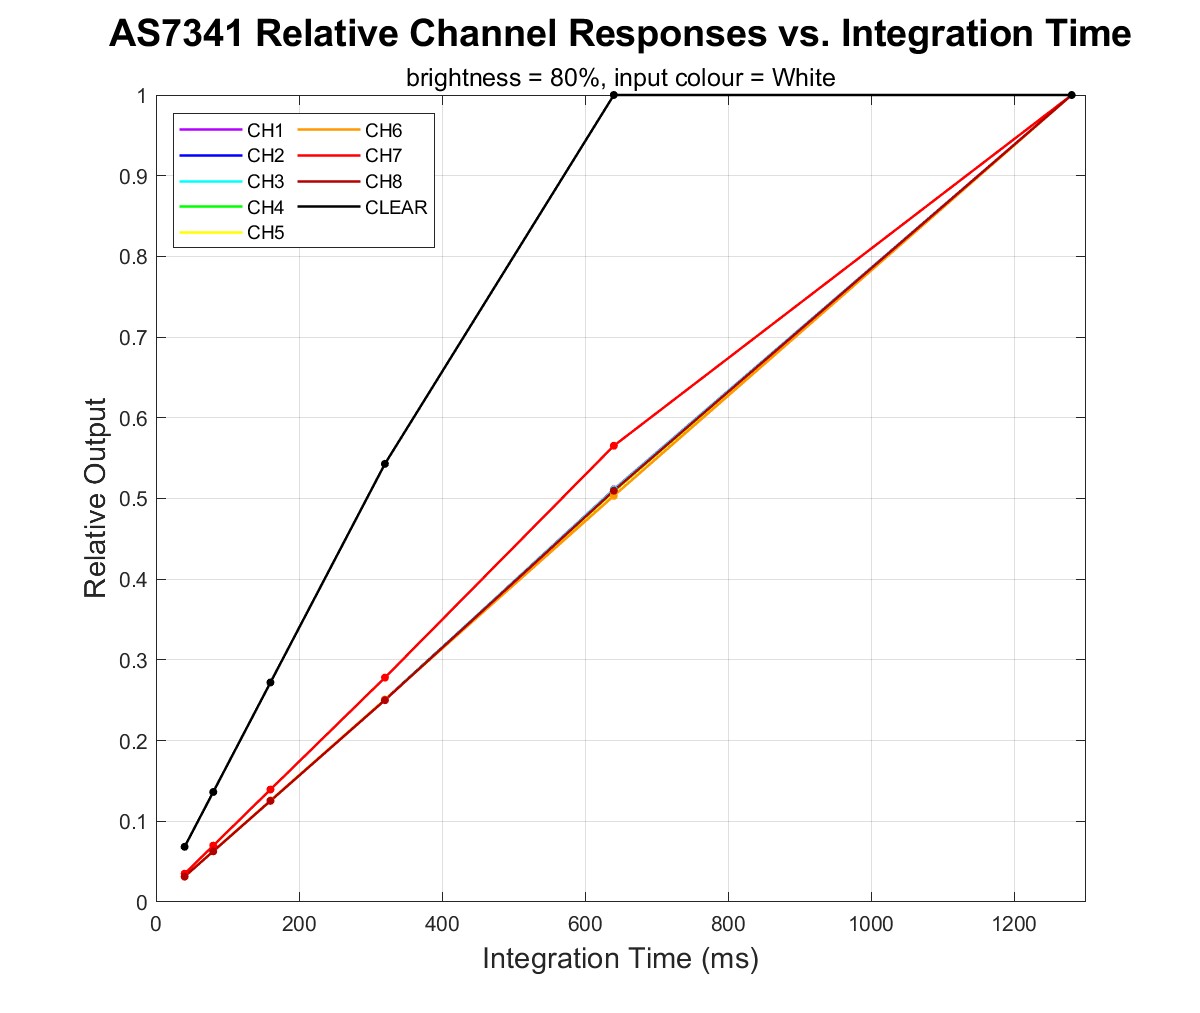 AS7341 Relative Channel Responses vs. Integration Time
brightness = 80%, input colour = White
1
0.9
0.8
0.7
0.6
0.5
0.4
0.3
0.2
0.1
0
Relative Output
CH1 CH6
CH2 CH7
CH3 CH8
CH4 CLEAR
CH5
0 200 400 600 800 1000 1200
Integration Time (ms)